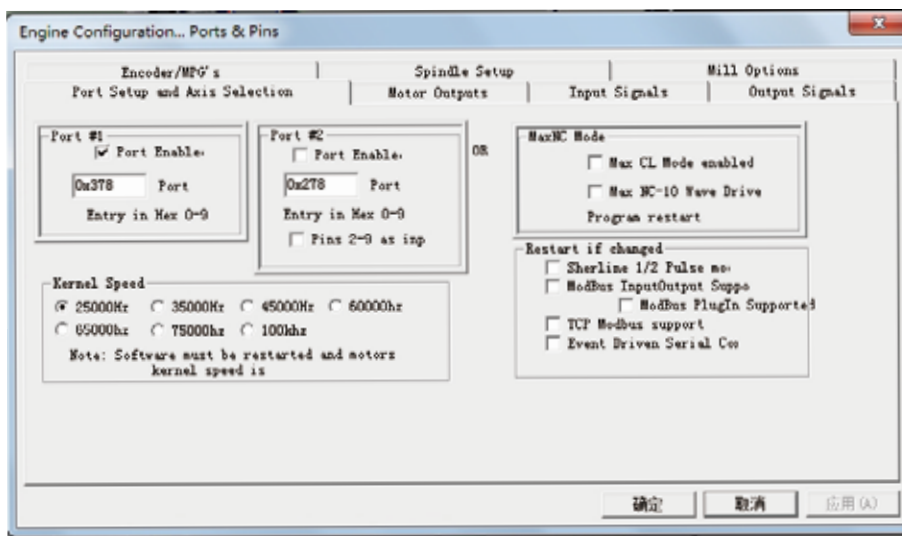 Engine Configuration... Ports & Pins
Encoder/MPG's
Spindle Setup
Mill Options
Port Setup and Axis Selection
Motor Outputs
Input Signals
Output Signals
Port #1
Port Enable.
0x378 Port
Entry in Hex 0-9
Port #2
Port Enable.
0x278 Port
Entry in Hex 0-9
Pins 2-9 as inp
OR
MaxNC Mode
Max CL Mode enabled
Max NC-10 Wave Drive
Program restart
Restart if changed
Sherline 1/2 Pulse mo
ModBus InputOutput Suppo
ModBus PlugIn Supported
TCP Modbus support
Event Driven Serial Co
Kernel Speed
25000Hz 35000Hz 45000Hz 60000hz
65000hz 75000hz 100khz
Note: Software must be restarted and motors
kernel speed is
确定 取消 应用(A)